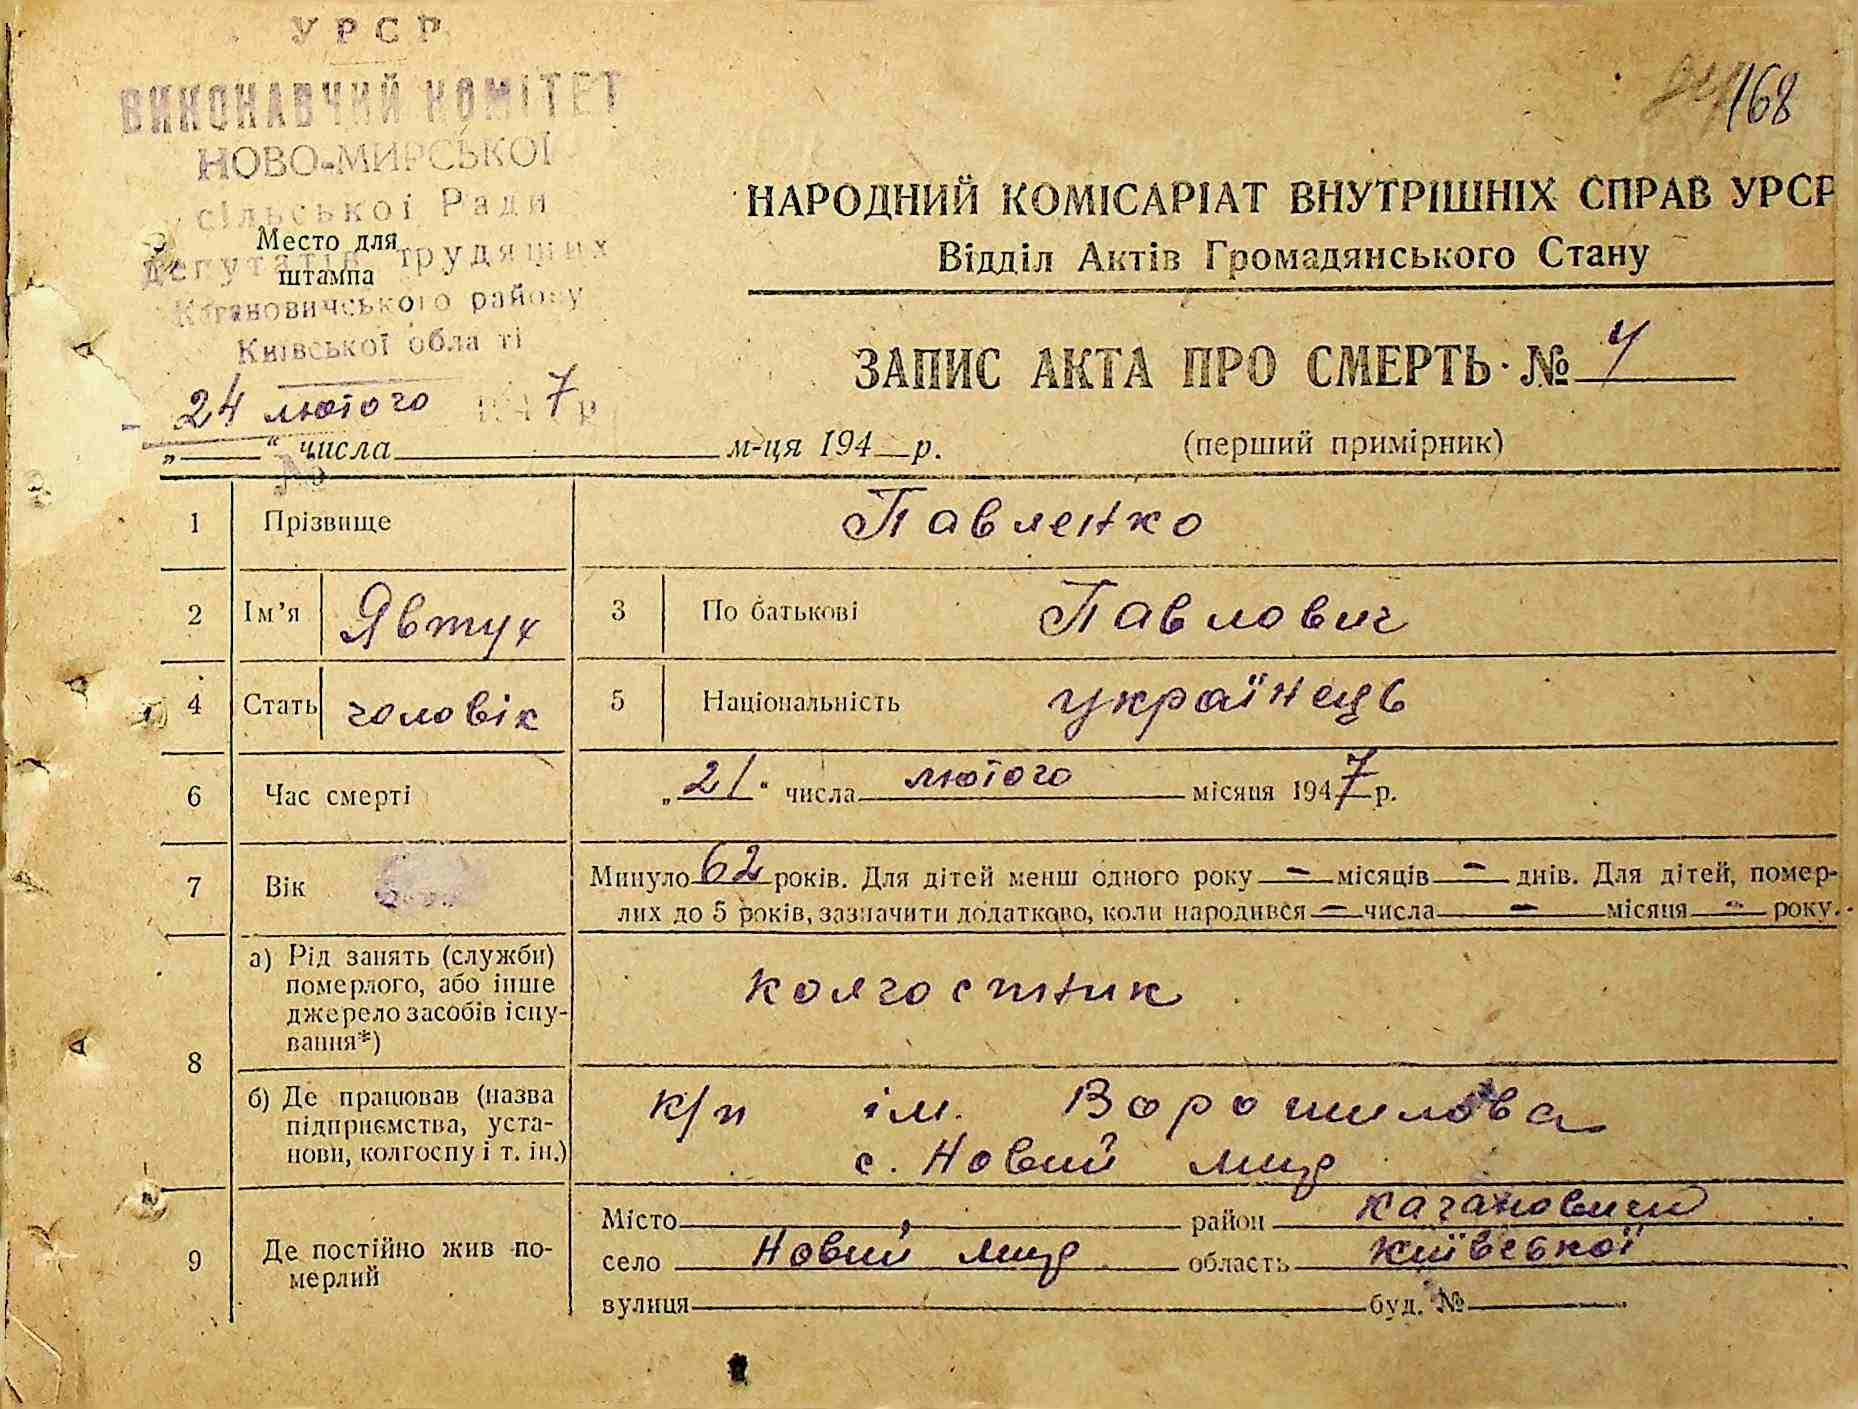 УРСР
168
ВИКОНАВЧИЙ КОМІТЕТ
НОВО-МИРСЬКОЇ
сільської Ради
депутатів трудящих
Кагановичського району
Київської області
Место для
штампа
24 лютого 1947 р
№
„ “ числа м-ця 194 р.
НАРОДНИЙ КОМІСАРІАТ ВНУТРІШНІХ СПРАВ УРСР
Відділ Актів Громадянського Стану
ЗАПИС АКТА ПРО СМЕРТЬ № 4
(перший примірник)
1 Прізвище Павленко
2 Ім’я Явтух 3 По батькові Павлович
4 Стать чоловік 5 Національність українець
6 Час смерті „21“ числа лютого місяця 1947 р.
7 Вік Минуло 62 років. Для дітей менш одного року — місяців — днів. Для дітей, помер-
лих до 5 років, зазначити додатково, коли народився — числа — місяця — року.
8
а) Рід занять (служби)
померлого, або інше
джерело засобів існу-
вання*)
колгоспник
б) Де працював (назва
підприємства, уста-
нови, колгоспу і т. ін.)
к/п ім. Ворошилова
с. Новий мир
9 Де постійно жив по-
мерлий
Місто район Кагановичи
село Новий мир область Київської
вулиця буд. №